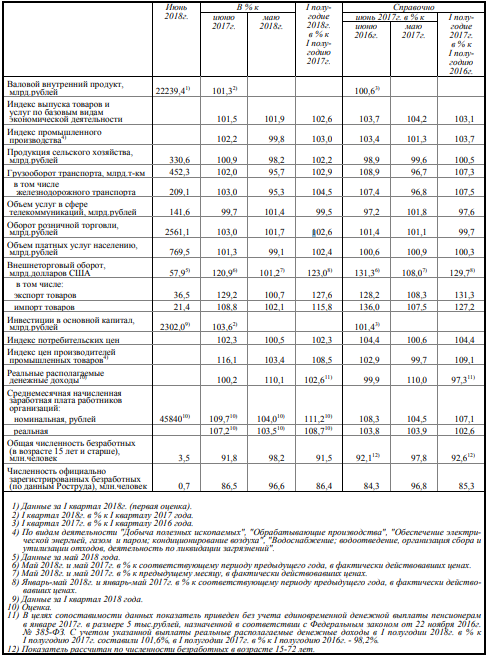 Июнь 2018г. В % к I полугодие 2018г. в % к I полугодию 2017г. Справочно
июню 2017г. маю 2018г. июнь 2017г. в % к I полугодие 2017г. в % к I полугодию 2016г.
июню 2016г. маю 2017г.
Валовой внутренний продукт,
млрд.рублей 22239,4 1) 101,3 2) 100,6 3)
Индекс выпуска товаров и
услуг по базовым видам
экономической деятельности 101,5 101,9 102,6 103,7 104,2 103,1
Индекс промышленного
производства 4) 102,2 99,8 103,0 103,4 101,3 103,7
Продукция сельского хозяйства,
млрд.рублей 330,6 100,9 98,2 102,2 98,9 99,6 100,5
Грузооборот транспорта, млрд.т-км 452,3 102,0 95,7 102,9 108,9 96,7 107,3
в том числе
железнодорожного транспорта 209,1 103,0 95,3 104,5 107,4 96,8 107,5
Объем услуг в сфере
телекоммуникаций, млрд.рублей 141,6 99,7 101,4 99,5 97,2 101,8 97,6
Оборот розничной торговли,
млрд.рублей 2561,1 103,0 101,7 102,6 101,4 101,1 99,7
Объем платных услуг населению,
млрд.рублей 769,5 101,3 99,1 102,4 100,6 100,9 100,3
Внешнеторговый оборот,
млрд.долларов США 57,9 5) 120,9 6) 101,2 7) 123,0 8) 131,3 6) 108,0 7) 129,7 8)
в том числе:
экспорт товаров 36,5 129,2 100,7 127,6 128,2 108,3 131,3
импорт товаров 21,4 108,8 102,1 115,8 136,0 107,5 127,2
Инвестиции в основной капитал,
млрд.рублей 2302,0 9) 103,6 2) 101,4 3)
Индекс потребительских цен 102,3 100,5 102,3 104,4 100,6 104,4
Индекс цен производителей
промышленных товаров 4) 116,1 103,4 108,5 102,9 99,7 109,1
Реальные располагаемые
денежные доходы 10) 100,2 110,1 102,6 11) 99,9 110,0 97,3 11)
Среднемесячная начисленная
заработная плата работников
организаций:
номинальная, рублей 45840 10) 109,7 10) 104,0 10) 111,2 10) 108,3 104,5 107,1
реальная 107,2 10) 103,5 10) 108,7 10) 103,8 103,9 102,6
Общая численность безработных
(в возрасте 15 лет и старше),
млн.человек 3,5 91,8 98,2 91,5 92,1 12) 97,8 92,6 12)
Численность официально
зарегистрированных безработных
(по данным Роструда), млн.человек 0,7 86,5 96,6 86,4 84,3 96,8 85,3
1) Данные за I квартал 2018г. (первая оценка).
2) I квартал 2018г. в % к I кварталу 2017 года.
3) I квартал 2017г. в % к I кварталу 2016 года.
4) По видам деятельности "Добыча полезных ископаемых", "Обрабатывающие производства", "Обеспечение электри-
ческой энергией, газом и паром; кондиционирование воздуха", "Водоснабжение; водоотведение, организация сбора и
утилизации отходов, деятельность по ликвидации загрязнений".
5) Данные за май 2018 года.
6) Май 2018г. и май 2017г. в % к соответствующему периоду предыдущего года, в фактически действовавших ценах.
7) Май 2018г. и май 2017г. в % к предыдущему месяцу, в фактически действовавших ценах.
8) Январь-май 2018г. и январь-май 2017г. в % к соответствующему периоду предыдущего года, в фактически действо-
вавших ценах.
9) Данные за I квартал 2018 года.
10) Оценка.
11) В целях сопоставимости данных показатель приведен без учета единовременной денежной выплаты пенсионерам
в январе 2017г. в размере 5 тыс.рублей, назначенной в соответствии с Федеральным законом от 22 ноября 2016г.
№ 385-ФЗ. С учетом указанной выплаты реальные располагаемые денежные доходы в I полугодии 2018г. в % к
I полугодию 2017г. составили 101,6%, в I полугодии 2017г. в % к I полугодию 2016г. - 98,2%.
12) Показатель рассчитан по численности безработных в возрасте 15-72 лет.